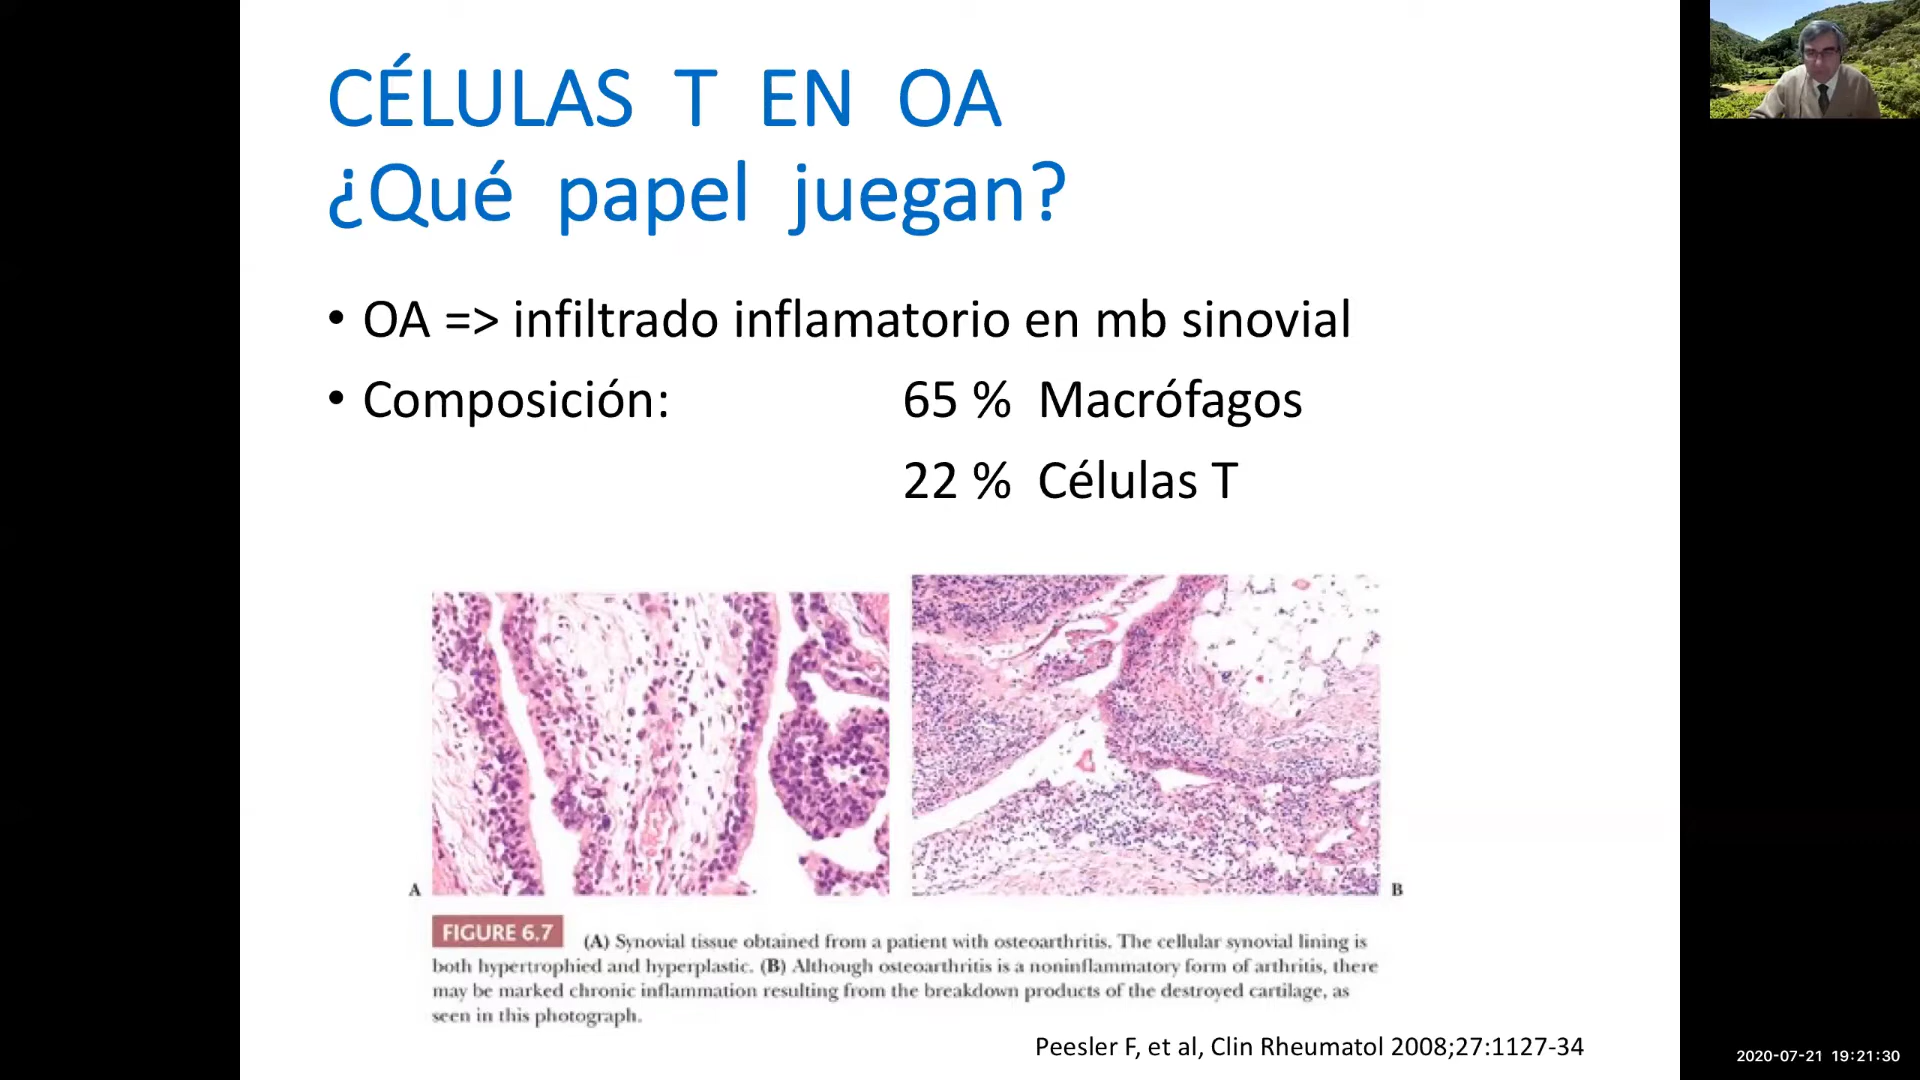 CÉLULAS T EN OA
¿Qué papel juegan?
• OA => infiltrado inflamatorio en mb sinovial
• Composición: 65 % Macrófagos
22 % Células T
A
B
FIGURE 6.7 (A) Synovial tissue obtained from a patient with osteoarthritis. The cellular synovial lining is
both hypertrophied and hyperplastic. (B) Although osteoarthritis is a noninflammatory form of arthritis, there
may be marked chronic inflammation resulting from the breakdown products of the destroyed cartilage, as
seen in this photograph.
Peesler F, et al, Clin Rheumatol 2008;27:1127-34
2020-07-21 19:21:30